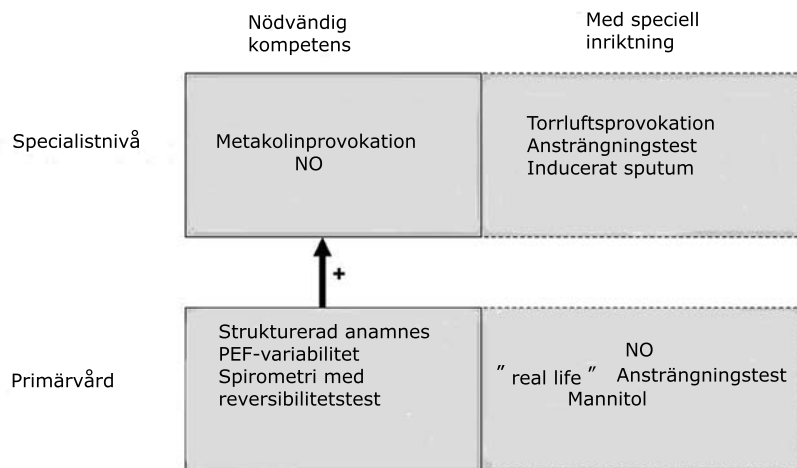 Nödvändig
kompetens
Med speciell
inriktning
Specialistnivå
Metakolinprovokation
NO
Torrluftsprovokation
Ansträngningstest
Inducerat sputum
+
Primärvård
Strukturerad anamnes
PEF-variabilitet
Spirometri med
reversibilitetstest
NO
" real life " Ansträngningstest
Mannitol